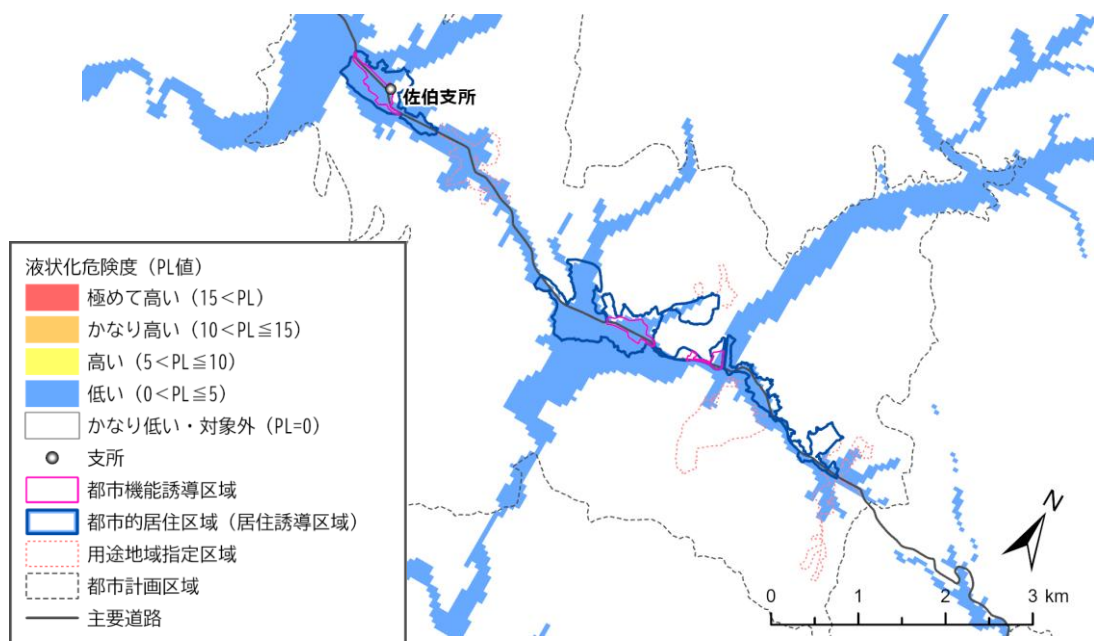 佐伯支所
液状化危険度（PL値）
極めて高い（15＜PL）
かなり高い（10＜PL≦15）
高い（5＜PL≦10）
低い（0＜PL≦5）
かなり低い・対象外（PL=0）
支所
都市機能誘導区域
都市的居住区域（居住誘導区域）
用途地域指定区域
都市計画区域
主要道路
N
0 1 2 3 km